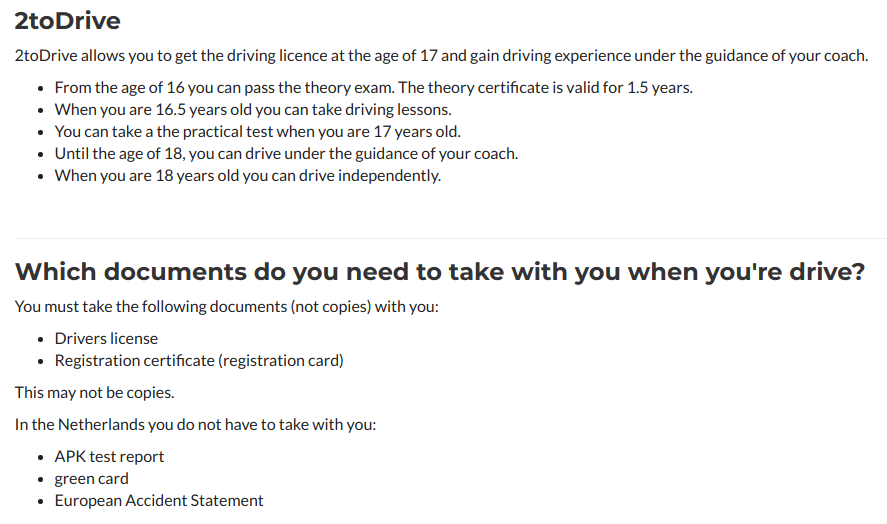 2toDrive
2toDrive allows you to get the driving licence at the age of 17 and gain driving experience under the guidance of your coach.
• From the age of 16 you can pass the theory exam. The theory certificate is valid for 1.5 years.
• When you are 16.5 years old you can take driving lessons.
• You can take a the practical test when you are 17 years old.
• Until the age of 18, you can drive under the guidance of your coach.
• When you are 18 years old you can drive independently.
Which documents do you need to take with you when you're drive?
You must take the following documents (not copies) with you:
• Drivers license
• Registration certificate (registration card)
This may not be copies.
In the Netherlands you do not have to take with you:
• APK test report
• green card
• European Accident Statement